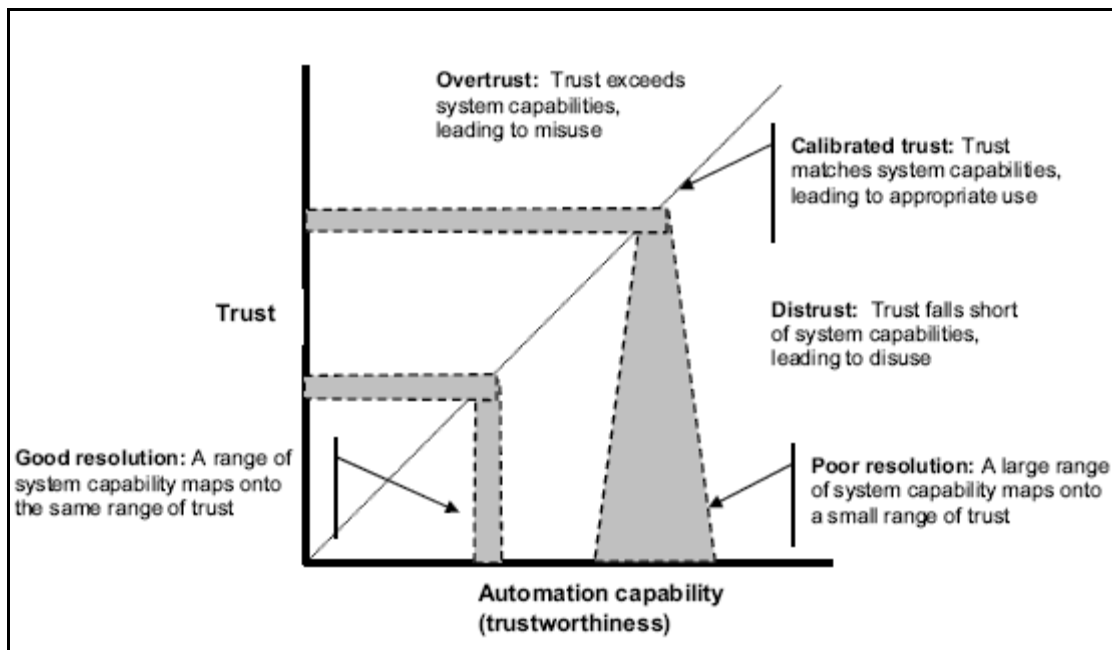 Overtrust: Trust exceeds
system capabilities,
leading to misuse
Calibrated trust: Trust
matches system capabilities,
leading to appropriate use
Trust
Distrust: Trust falls short
of system capabilities,
leading to disuse
Good resolution: A range of
system capability maps onto
the same range of trust
Poor resolution: A large range
of system capability maps onto
a small range of trust
Automation capability
(trustworthiness)